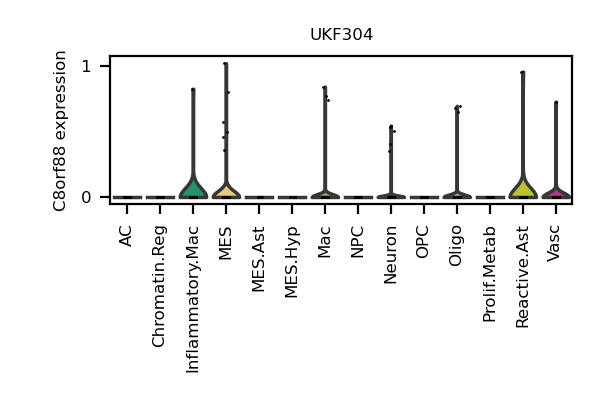 UKF304
C8orf88 expression
1
0
AC
Chromatin.Reg
Inflammatory.Mac
MES
MES.Ast
MES.Hyp
Mac
NPC
Neuron
OPC
Oligo
Prolif.Metab
Reactive.Ast
Vasc